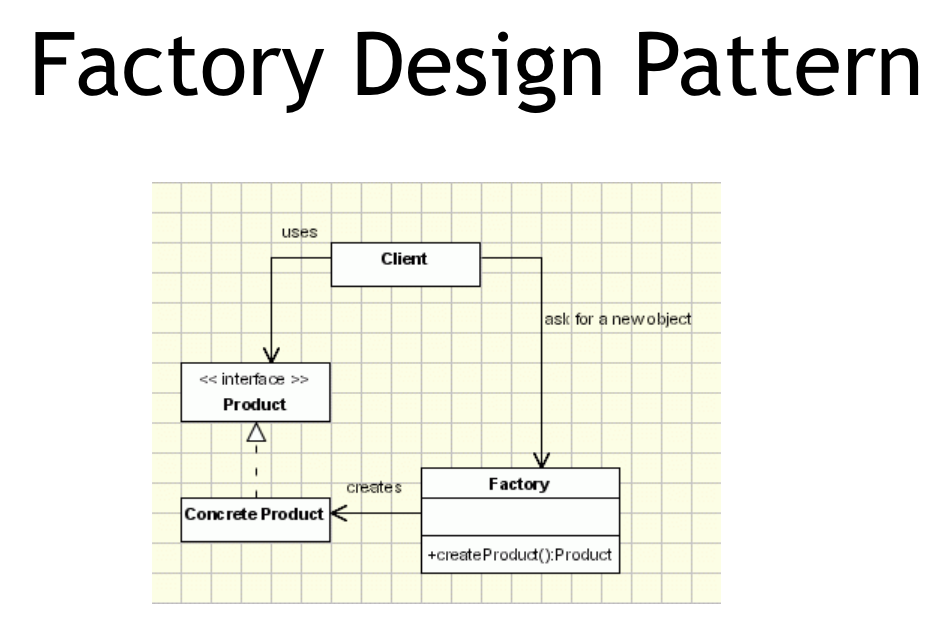 Factory Design Pattern
uses
Client
ask for a new object
<< interface >>
Product
creates
Factory
Concrete Product
+createProduct():Product